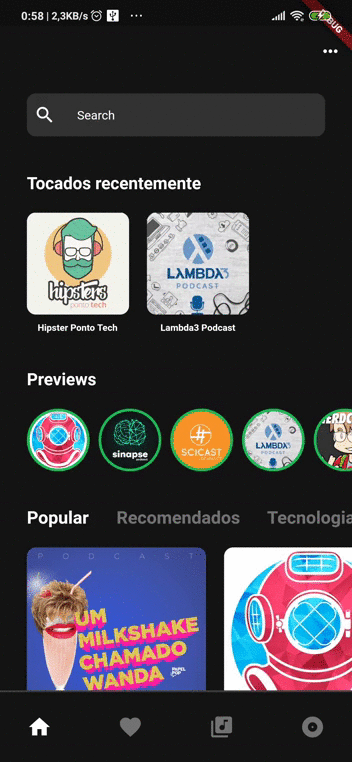 0:58 | 2,3KB/s
...
BUG
Search
Tocados recentemente
hipsters
ponto tech
LAMBDA3
PODCAST
Hipster Ponto Tech
Lambda3 Podcast
Previews
sinapse
SCICAST
LAMBDA3
PODCAST
NERDC
Popular
Recomendados
Tecnologia
PODCAST
UM
MILKSHAKE
CHAMADO
WANDA
PAPEL
POP